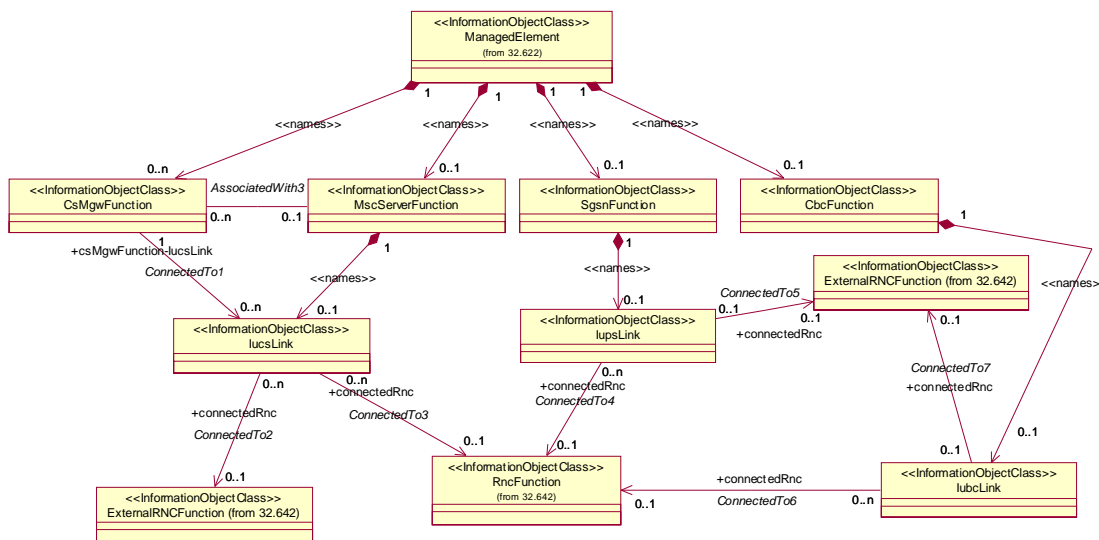 <<InformationObjectClass>>
ManagedElement
(from 32.622)
1
1
1
1
<<names>>
<<names>>
<<names>>
<<names>>
0..n
0..1
0..1
0..1
<<InformationObjectClass>>
CsMgwFunction
AssociatedWith3
0..n
0..1
<<InformationObjectClass>>
MscServerFunction
<<InformationObjectClass>>
SgsnFunction
<<InformationObjectClass>>
CbcFunction
1
+csMgwFunction-IucsLink
ConnectedTo1
0..n
1
<<names>>
0..1
1
<<names>>
0..1
1
<<names>
0..1
<<InformationObjectClass>>
ExternalRNCFunction (from 32.642)
<<InformationObjectClass>>
IucsLink
<<InformationObjectClass>>
IupsLink
ConnectedTo5
0..1
0..1
+connectedRnc
0..1
ConnectedTo7
+connectedRnc
0..1
0..n
+connectedRnc
ConnectedTo2
0..1
0..n
+connectedRnc
ConnectedTo3
0..1
0..n
+connectedRnc
ConnectedTo4
0..1
<<InformationObjectClass>>
ExternalRNCFunction (from 32.642)
<<InformationObjectClass>>
RncFunction
(from 32.642)
+connectedRnc
0..1
ConnectedTo6
0..n
<<InformationObjectClass>>
IubcLink